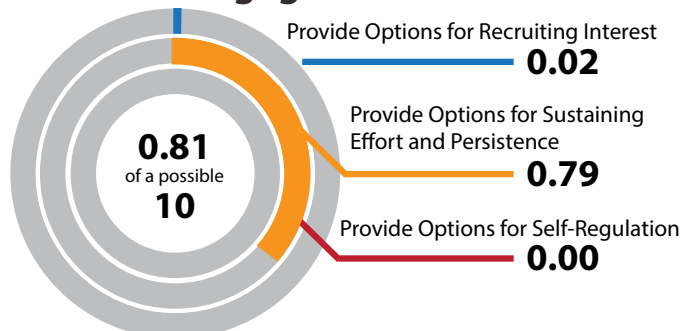 Provide Options for Recruiting Interest
0.02
Provide Options for Sustaining
Effort and Persistence
0.79
0.81
of a possible
10
Provide Options for Self-Regulation
0.00